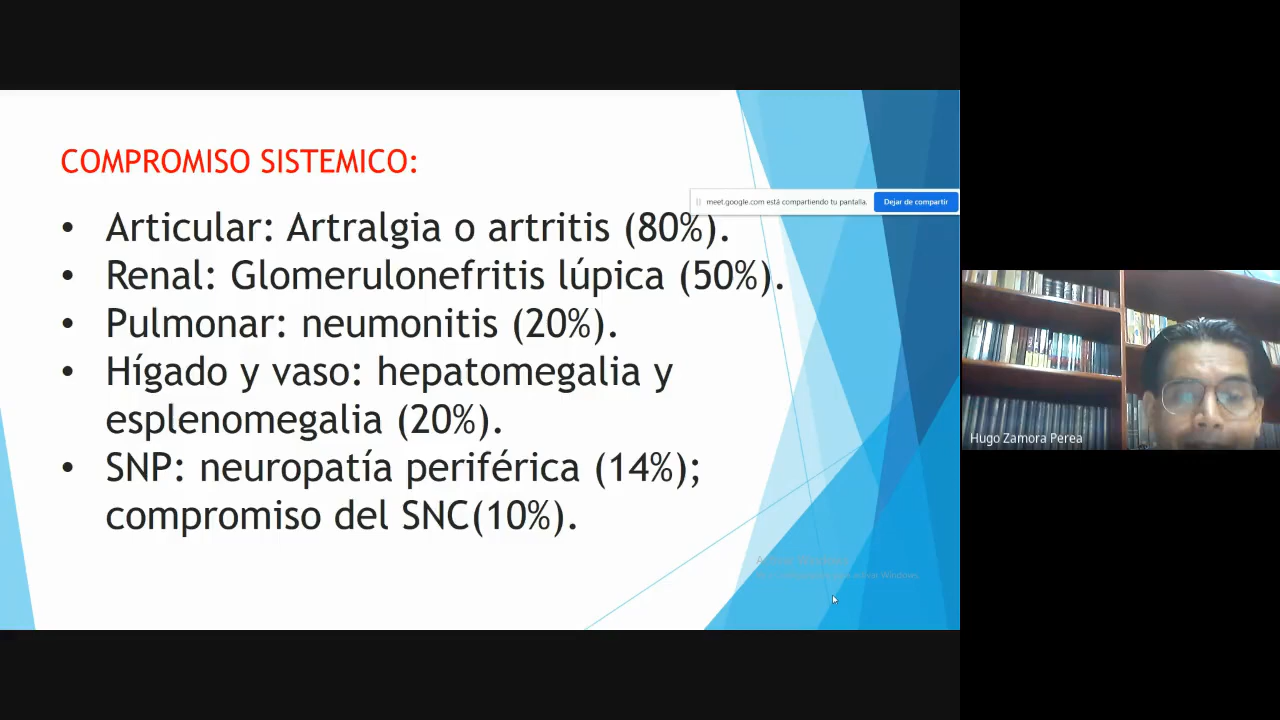 COMPROMISO SISTEMICO:
meet.google.com está compartiendo tu pantalla.
Dejar de compartir
• Articular: Artralgia o artritis (80%).
• Renal: Glomerulonefritis lúpica (50%).
• Pulmonar: neumonitis (20%).
• Hígado y vaso: hepatomegalia y
esplenomegalia (20%).
• SNP: neuropatía periférica (14%);
compromiso del SNC(10%).
Windows
Hugo Zamora Perea